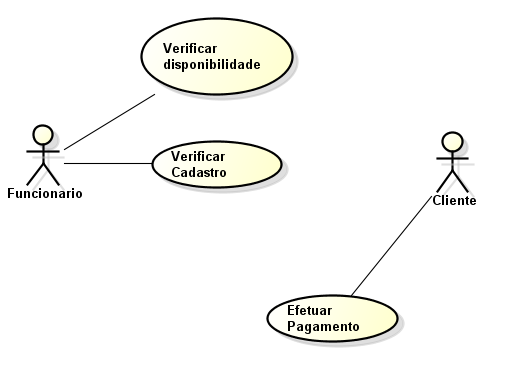 Verificar
disponibilidade
Verificar
Cadastro
Funcionario
Cliente
Efetuar
Pagamento